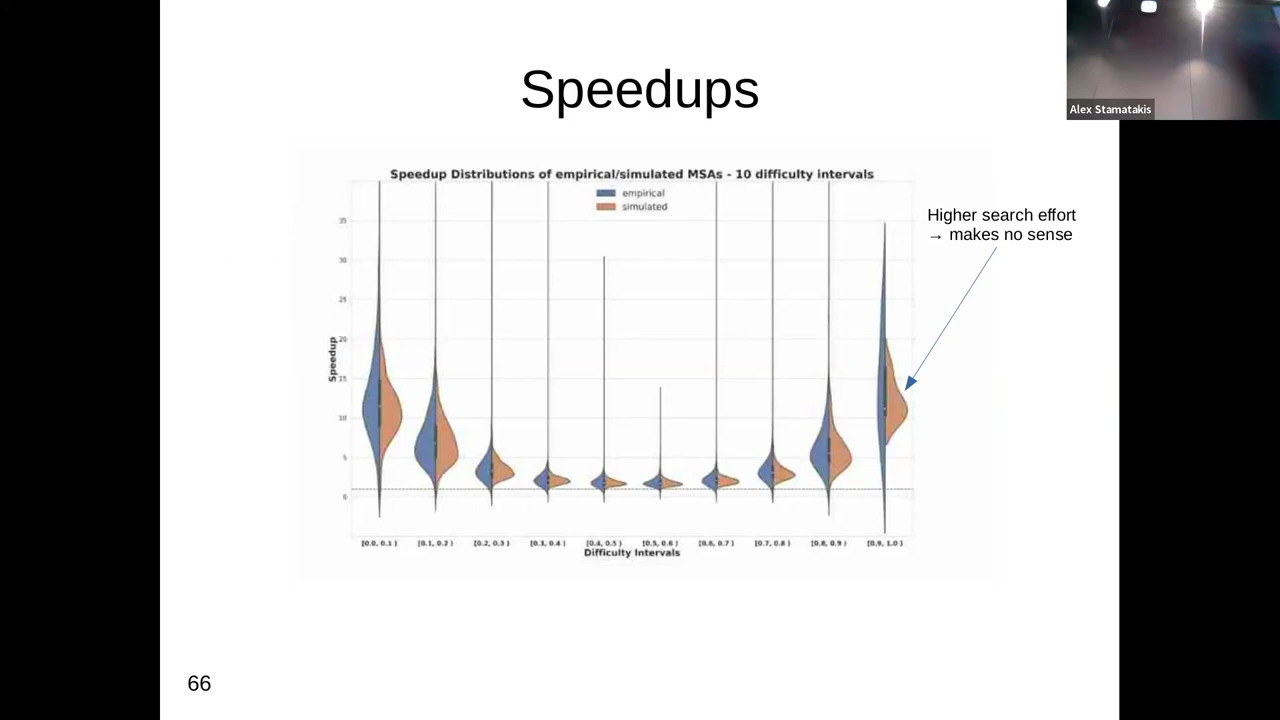 Speedups
Alex Stamatakis
Speedup Distributions of empirical/simulated MSAs - 10 difficulty intervals
empirical
simulated
Higher search effort
→ makes no sense
35
30
25
20
15
10
5
0
Speedup
[0.0, 0.1 ) [0.1, 0.2 ) [0.2, 0.3 ) [0.3, 0.4 ) [0.4, 0.5 ) [0.5, 0.6 ) [0.6, 0.7 ) [0.7, 0.8 ) [0.8, 0.9 ) [0.9, 1.0 )
Difficulty Intervals
66